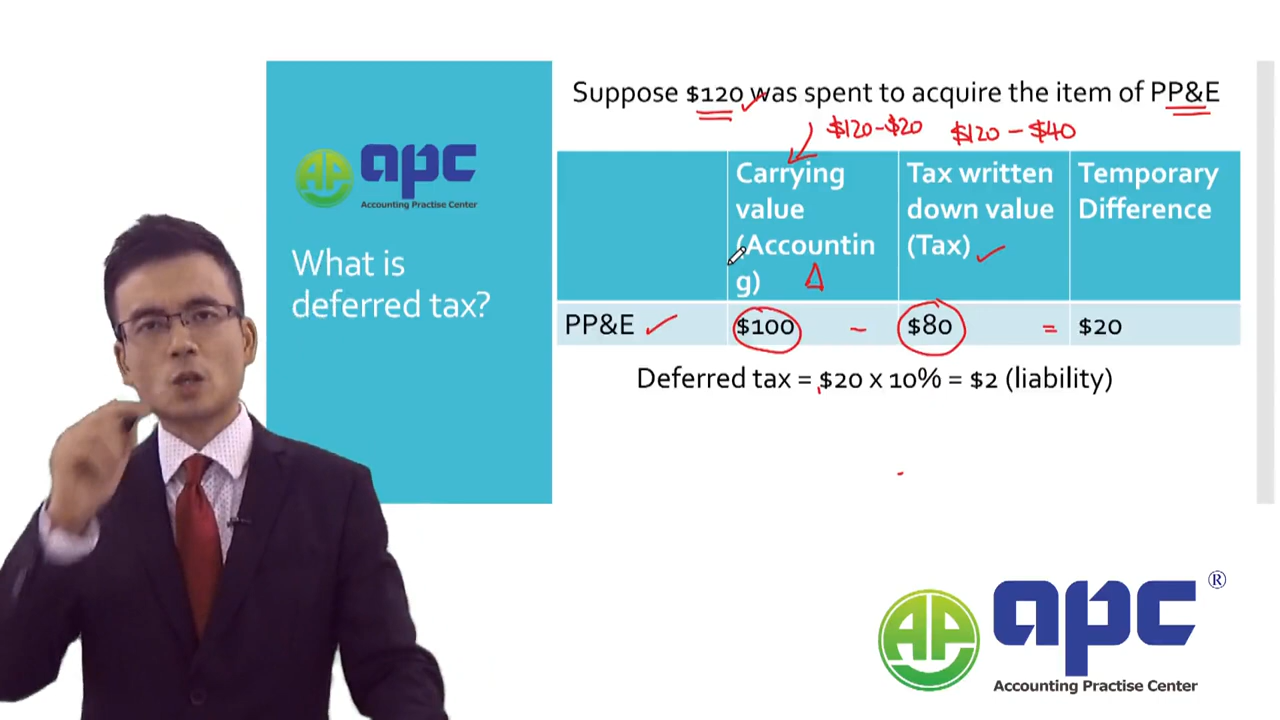 Suppose $120 was spent to acquire the item of PP&E
$120-$20 $120 - $40
AP apc
Accounting Practise Center
What is
deferred tax?
Carrying
value
(Accountin
g)
Tax written
down value
(Tax)
Temporary
Difference
PP&E $100 - $80 = $20
Deferred tax = $20 x 10% = $2 (liability)
AP apc ®
Accounting Practise Center